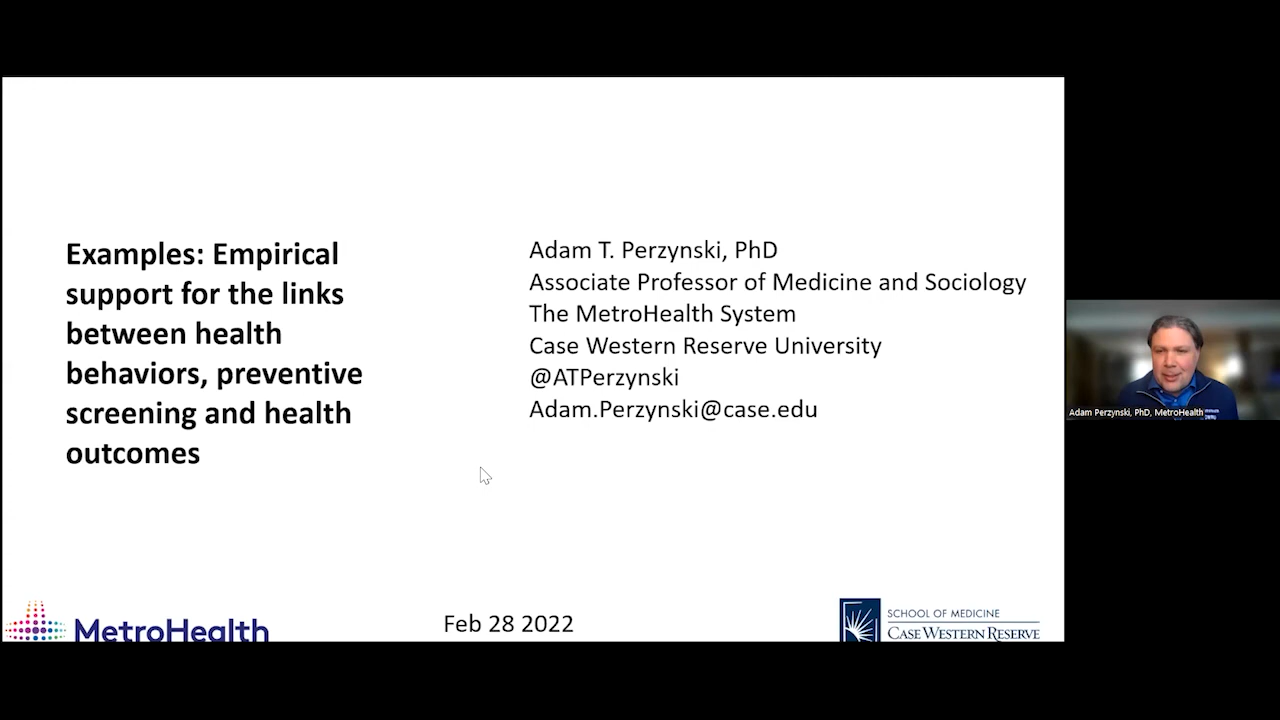 Examples: Empirical
support for the links
between health
behaviors, preventive
screening and health
outcomes
Adam T. Perzynski, PhD
Associate Professor of Medicine and Sociology
The MetroHealth System
Case Western Reserve University
@ATPerzynski
Adam.Perzynski@case.edu
Adam Perzynski, PhD, MetroHealth
MetroHealth
Feb 28 2022
SCHOOL OF MEDICINE
CASE WESTERN RESERVE